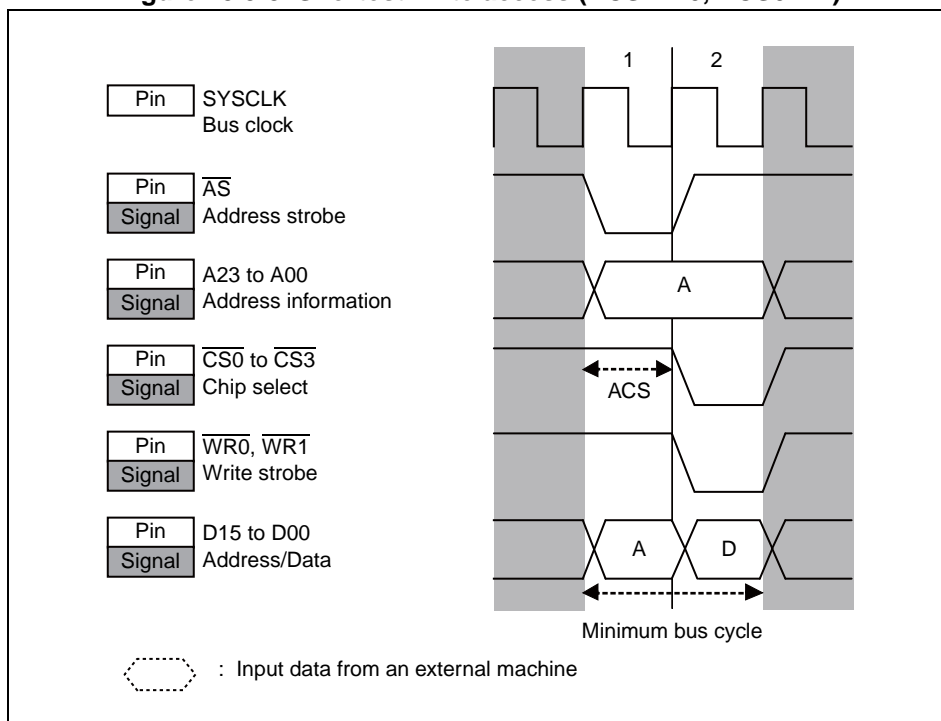 1 2
Pin SYSCLK
Bus clock
Pin AS
Signal Address strobe
Pin A23 to A00
Signal Address information
A
Pin CS0 to CS3
Signal Chip select
ACS
Pin WR0, WR1
Signal Write strobe
Pin D15 to D00
Signal Address/Data
A D
Minimum bus cycle
: Input data from an external machine